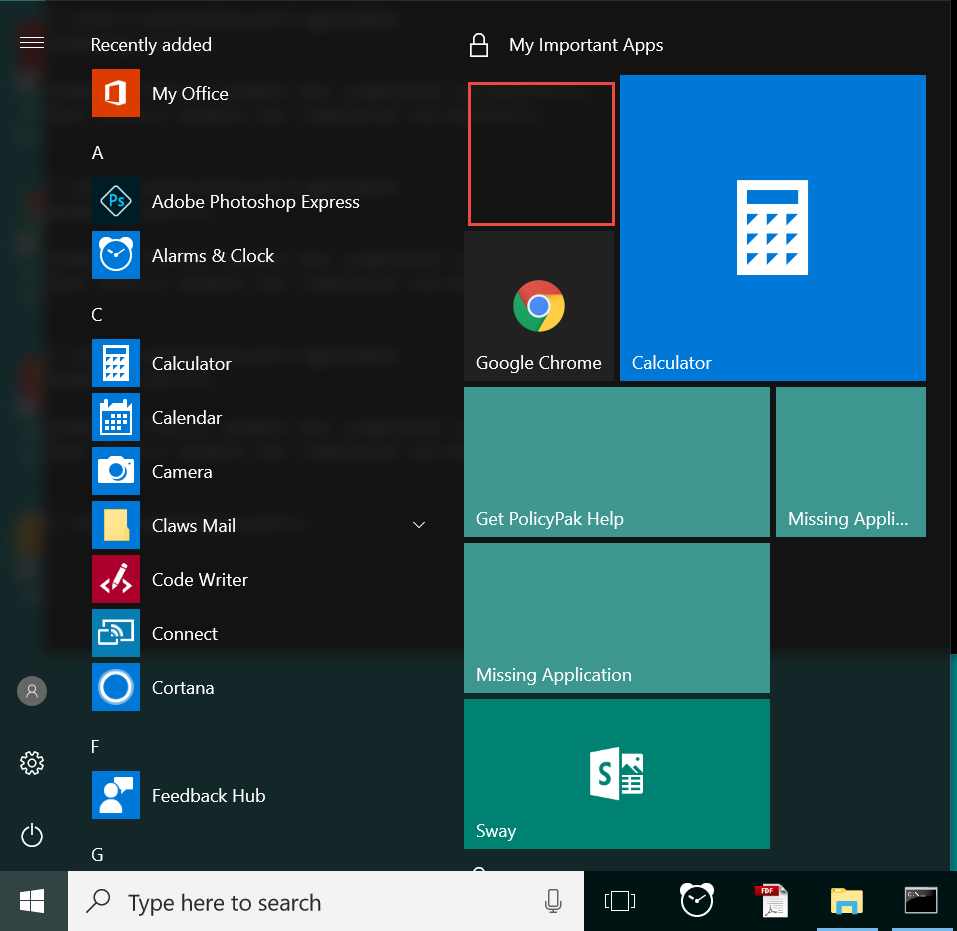 Recently added
My Office
A
Ps
Adobe Photoshop Express
Alarms & Clock
C
Calculator
Calendar
Camera
Claws Mail
Code Writer
Connect
Cortana
F
Feedback Hub
G
My Important Apps
Google Chrome
Calculator
Get PolicyPak Help
Missing Appli...
Missing Application
S
Sway
Type here to search
PDF